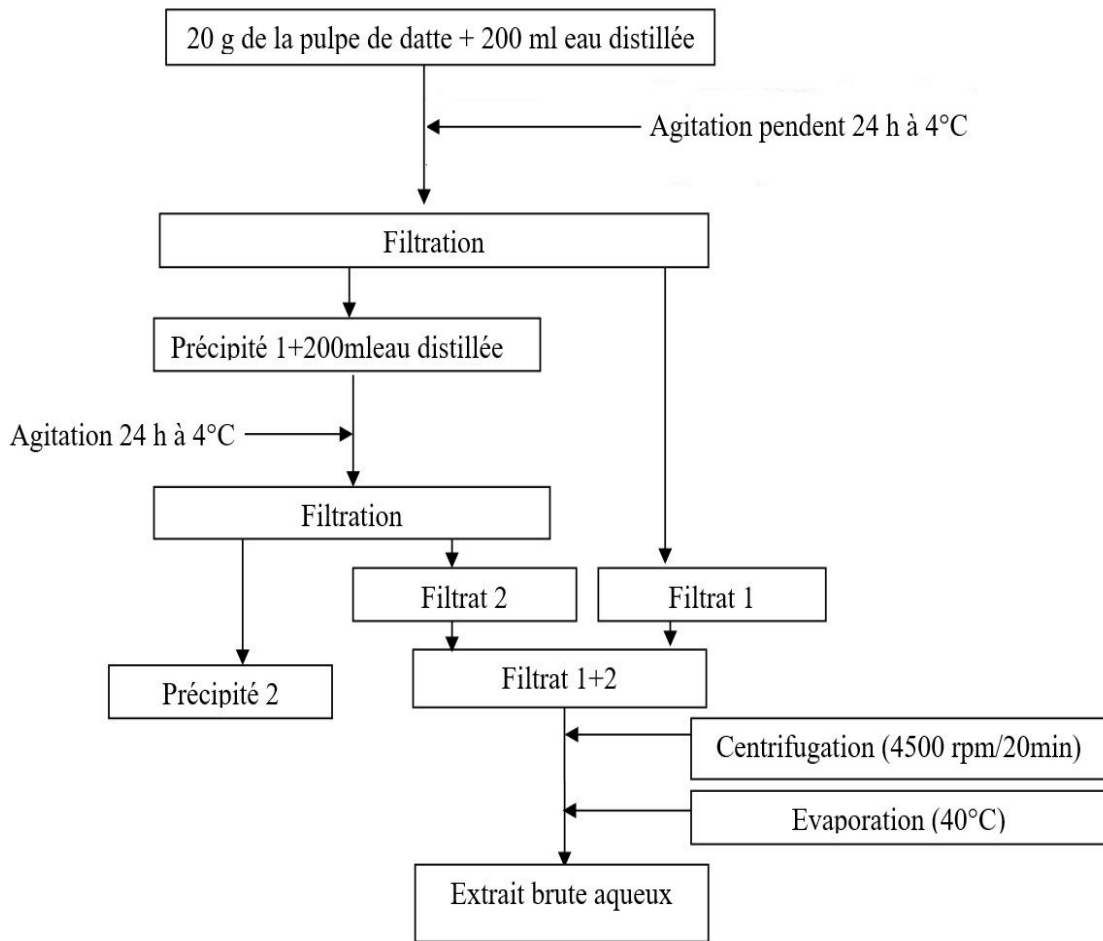 20 g de la pulpe de datte + 200 ml eau distillée
Agitation pendent 24 h à 4°C
Filtration
Précipité 1+200mleau distillée
Agitation 24 h à 4°C
Filtration
Filtrat 2
Filtrat 1
Précipité 2
Filtrat 1+2
Centrifugation (4500 rpm/20min)
Evaporation (40°C)
Extrait brute aqueux